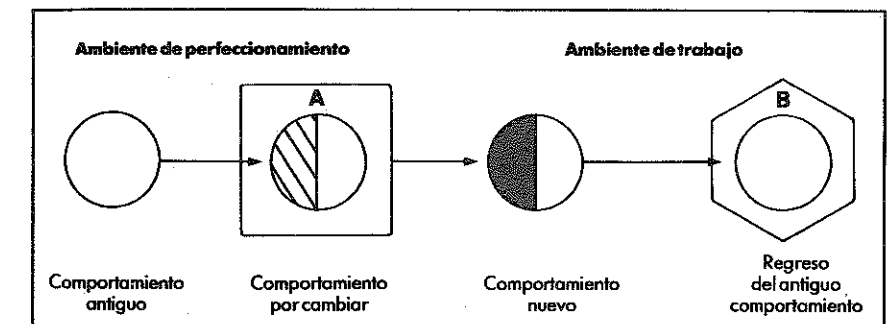 Ambiente de perfeccionamiento
Ambiente de trabajo
A
B
Comportamiento
antiguo
Comportamiento
por cambiar
Comportamiento
nuevo
Regreso
del antiguo
comportamiento